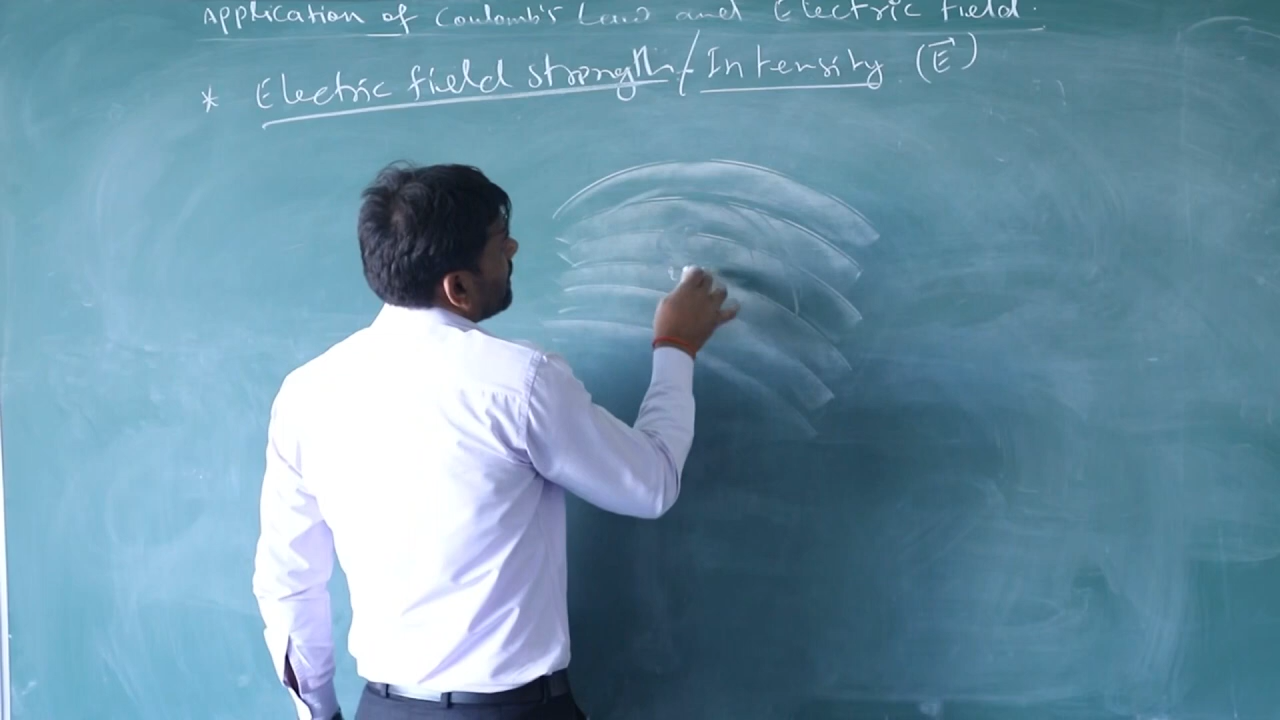 Application of Coulomb's Law and Electric field.
* Electric field strength/Intensity (E⃗)